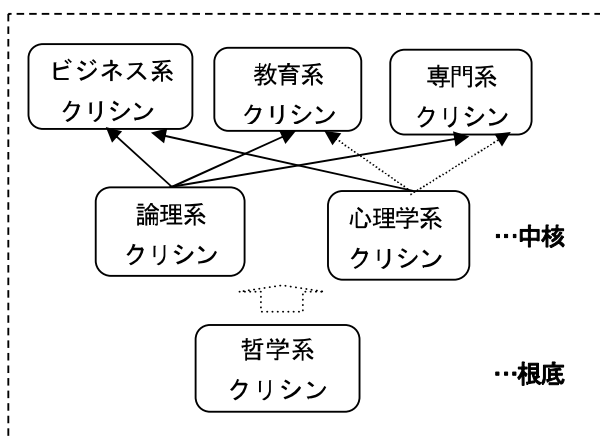 ビジネス系
クリシン
教育系
クリシン
専門系
クリシン
論理系
クリシン
心理学系
クリシン
…中核
哲学系
クリシン
…根底